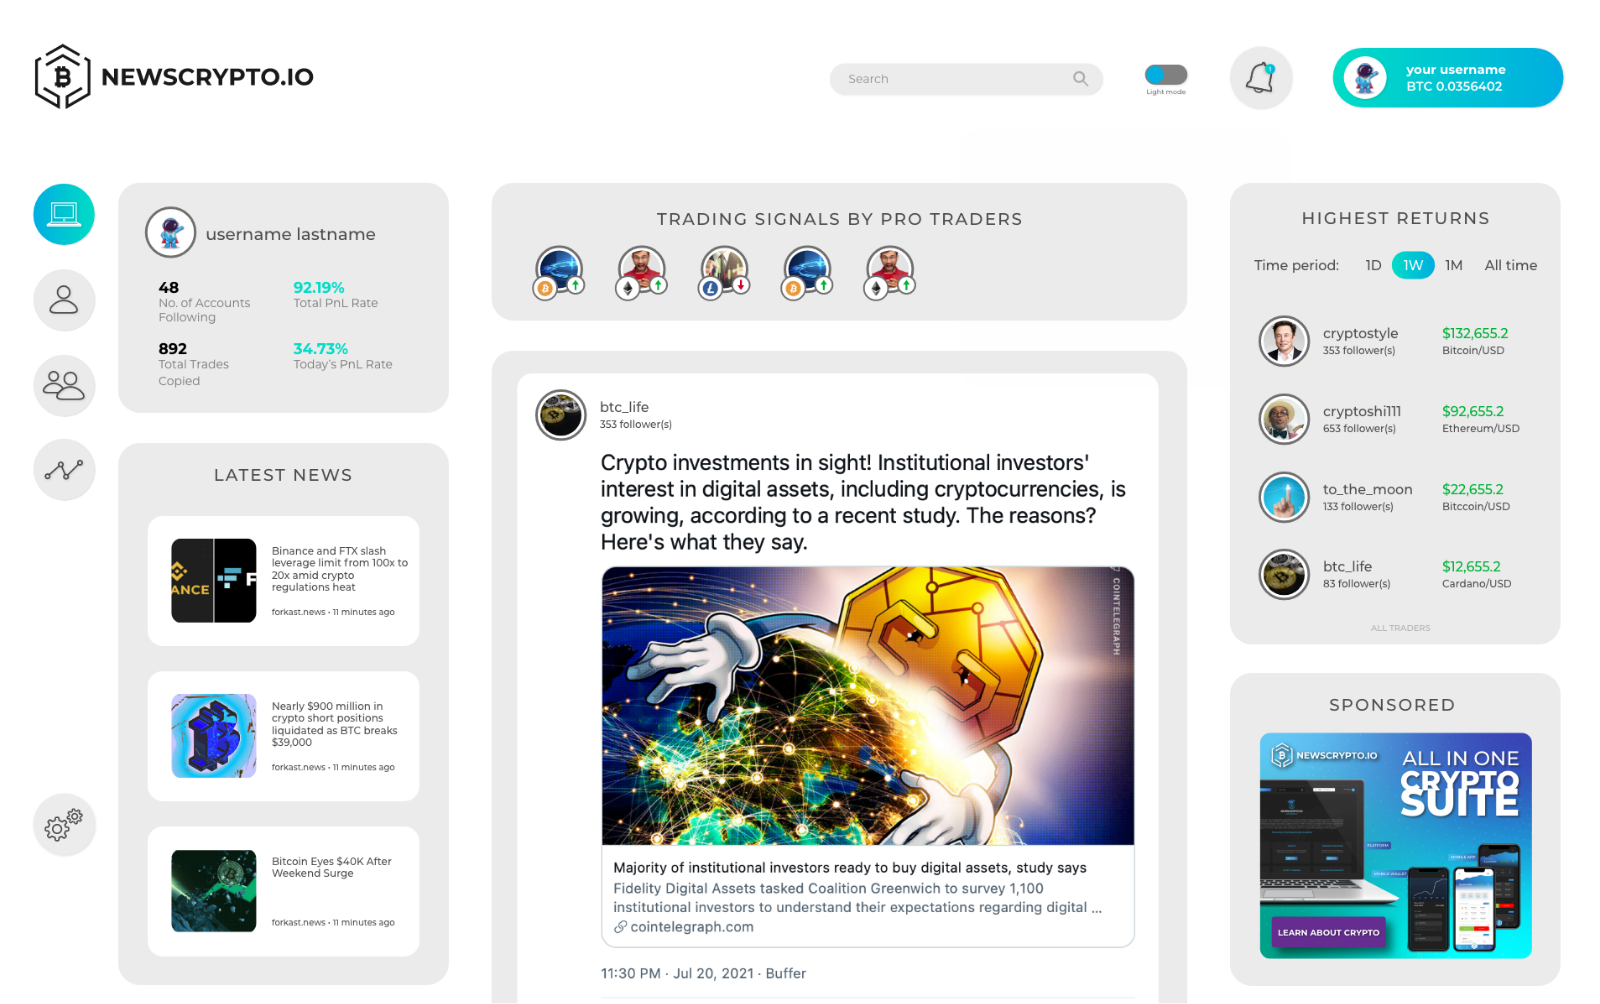 NEWSCRYPTO.IO
Search
Light mode
1
your username
BTC 0.0356402
username lastname
48
No. of Accounts
Following
92.19%
Total PnL Rate
892
Total Trades
Copied
34.73%
Today's PnL Rate
LATEST NEWS
ANCE
F
Binance and FTX slash
leverage limit from 100x to
20x amid crypto
regulations heat
forkast.news • 11 minutes ago
Nearly $900 million in
crypto short positions
liquidated as BTC breaks
$39,000
forkast.news • 11 minutes ago
Bitcoin Eyes $40K After
Weekend Surge
forkast.news • 11 minutes ago
TRADING SIGNALS BY PRO TRADERS
btc_life
353 follower(s)
Crypto investments in sight! Institutional investors'
interest in digital assets, including cryptocurrencies, is
growing, according to a recent study. The reasons?
Here's what they say.
COINTELEGRAPH
Majority of institutional investors ready to buy digital assets, study says
Fidelity Digital Assets tasked Coalition Greenwich to survey 1,100
institutional investors to understand their expectations regarding digital ...
cointelegraph.com
11:30 PM · Jul 20, 2021 · Buffer
HIGHEST RETURNS
Time period: 1D 1W 1M All time
cryptostyle
353 follower(s)
$132,655.2
Bitcoin/USD
cryptoshi111
653 follower(s)
$92,655.2
Ethereum/USD
to_the_moon
133 follower(s)
$22,655.2
Bitccoin/USD
btc_life
83 follower(s)
$12,655.2
Cardano/USD
ALL TRADERS
SPONSORED
NEWSCRYPTO.IO
ALL IN ONE
CRYPTO
SUITE
PLATFORM
MOBILE APP
MOBILE WALLET
LEARN ABOUT CRYPTO